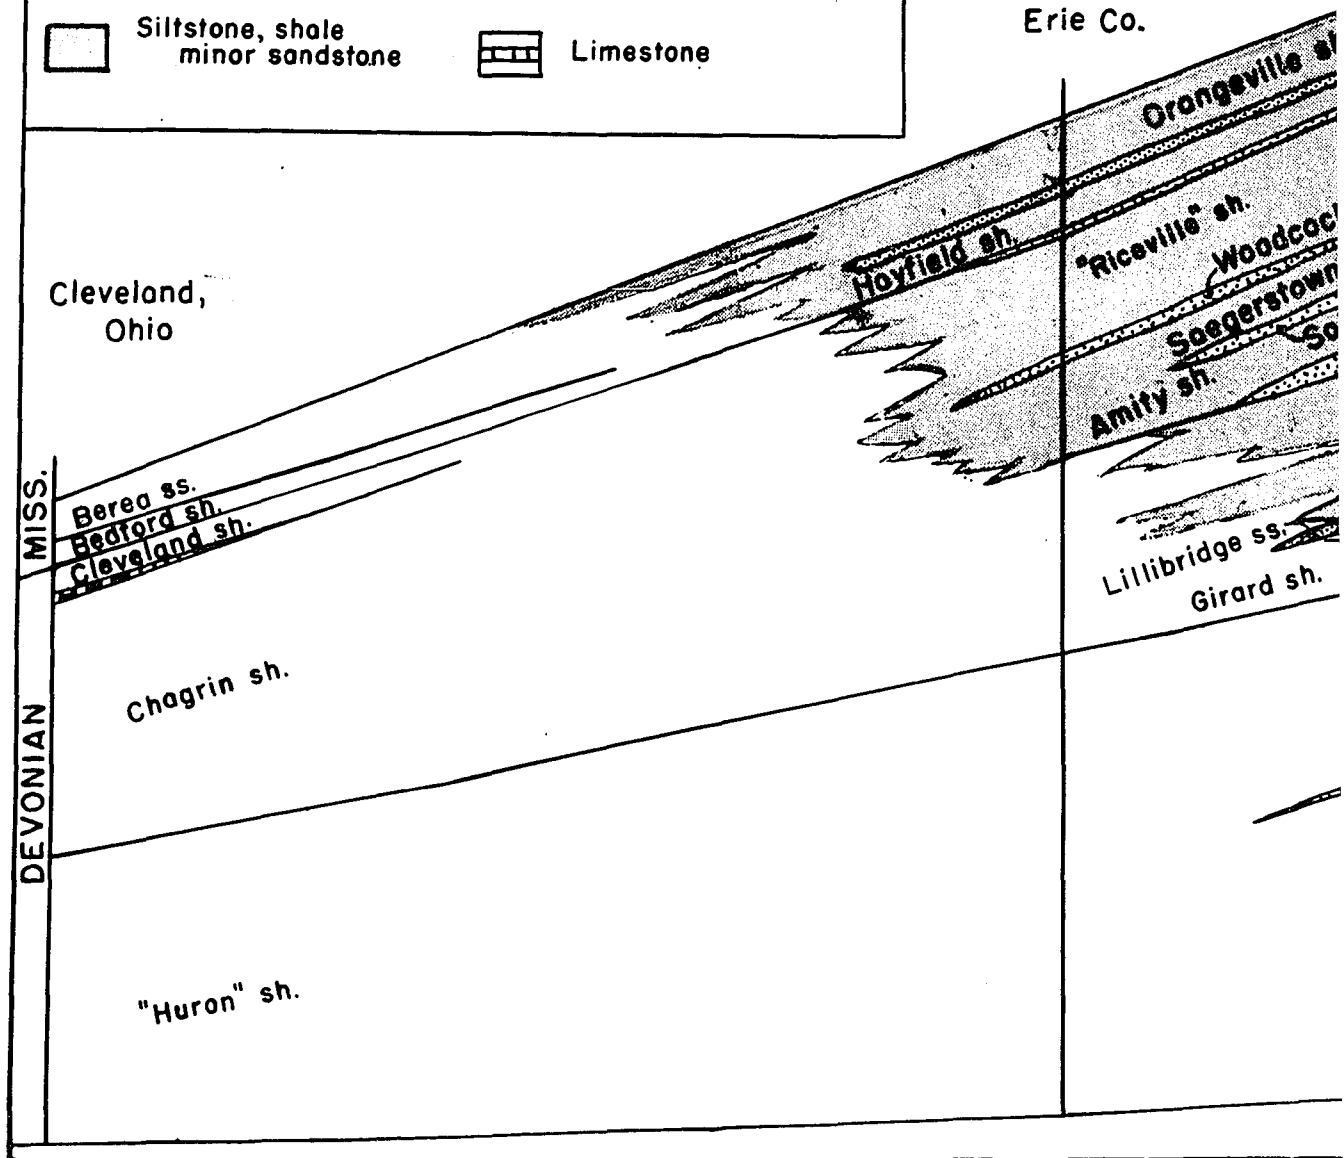 Siltstone, shale
minor sandstone
Limestone
Erie Co.
Orangeville
Hayfield sh.
"Riceville" sh.
Saegerstown
Amity sh.
Cleveland,
Ohio
MISS.
Berea ss.
Bedford sh.
Cleveland sh.
Lillibridge ss.
Girard sh.
Chagrin sh.
DEVONIAN
"Huron" sh.